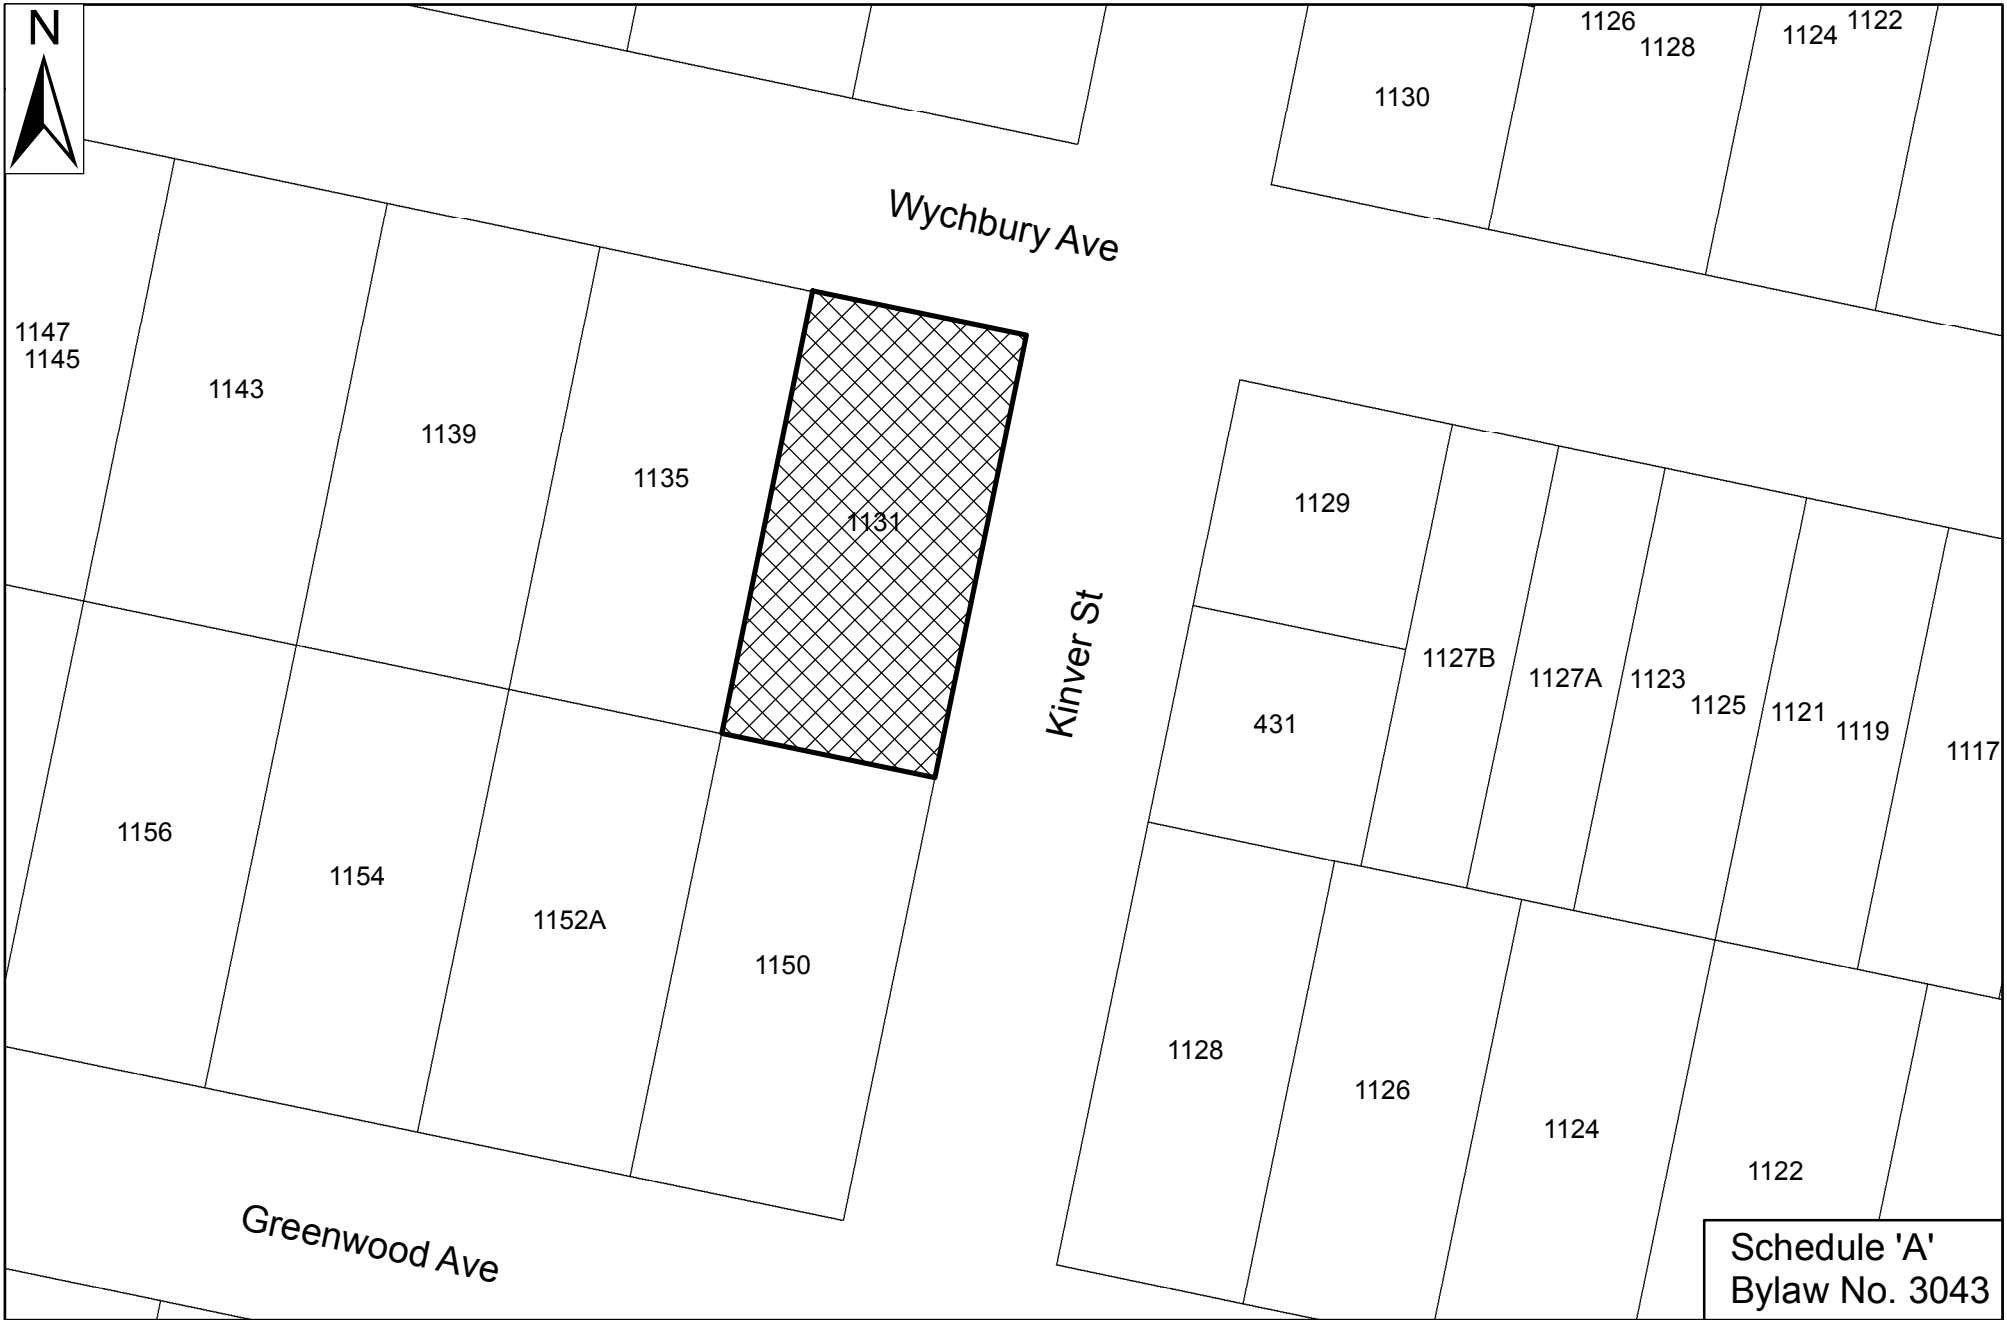 N
1126
1128
1124
1122
1130
Wychbury Ave
1147
1145
1143
1139
1135
1131
1129
Kinver St
431
1127B
1127A
1123
1125
1121
1119
1117
1156
1154
1152A
1150
1128
1126
1124
1122
Greenwood Ave
Schedule 'A'
Bylaw No. 3043